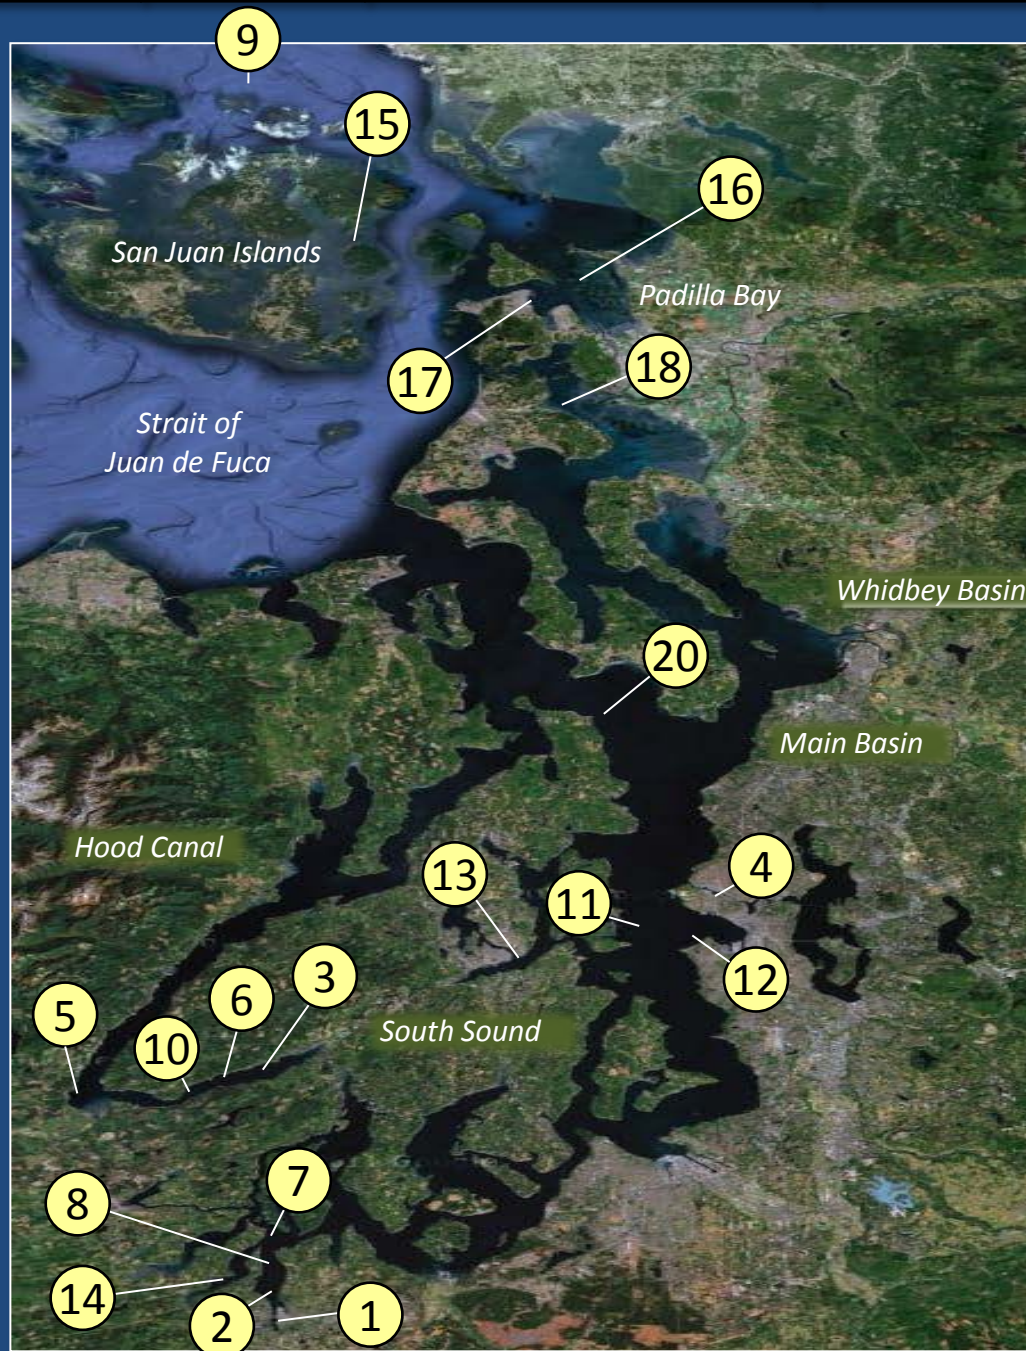 9
15
16
San Juan Islands
Padilla Bay
17
18
Strait of
Juan de Fuca
Whidbey Basin
20
Main Basin
Hood Canal
13
4
11
12
3
6
5
South Sound
10
7
8
14
2
1